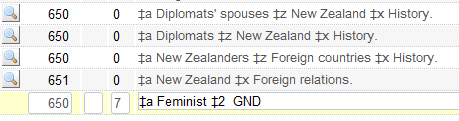 650 0 ‡a Diplomats' spouses ‡z New Zealand ‡x History.
650 0 ‡a Diplomats ‡z New Zealand ‡x History.
650 0 ‡a New Zealanders ‡z Foreign countries ‡x History.
651 0 ‡a New Zealand ‡x Foreign relations.
650 7 ‡a Feminist ‡2 GND